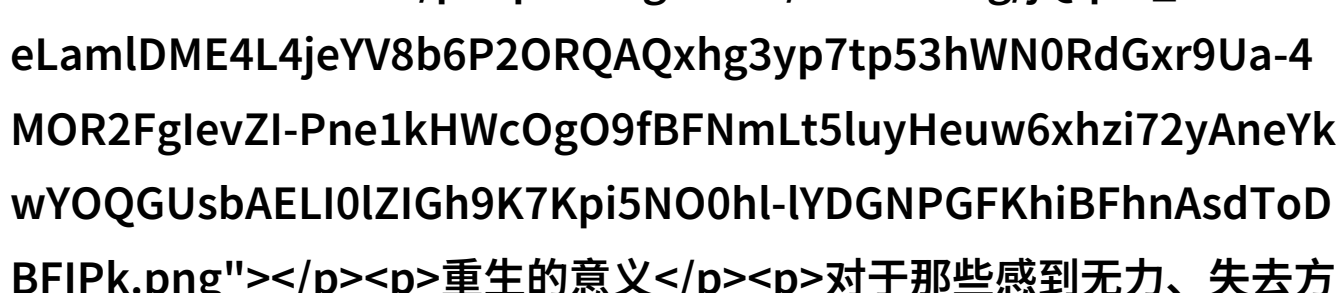 eLamlDME4L4jeYV8b6P2ORQAQxhg3yp7tp53hWN0RdGxr9Ua-4
MOR2FgIevZI-Pne1kHWcOgO9fBFNmLt5luyHeuw6xhzi72yAneYk
wYOQGUsbAELI0lZIGh9K7Kpi5NO0hl-lYDGNPGFKhiBFhnAsdToD
BFIPk.png"></p><p>重生的意义</p><p>对于那些感到无力、失去方